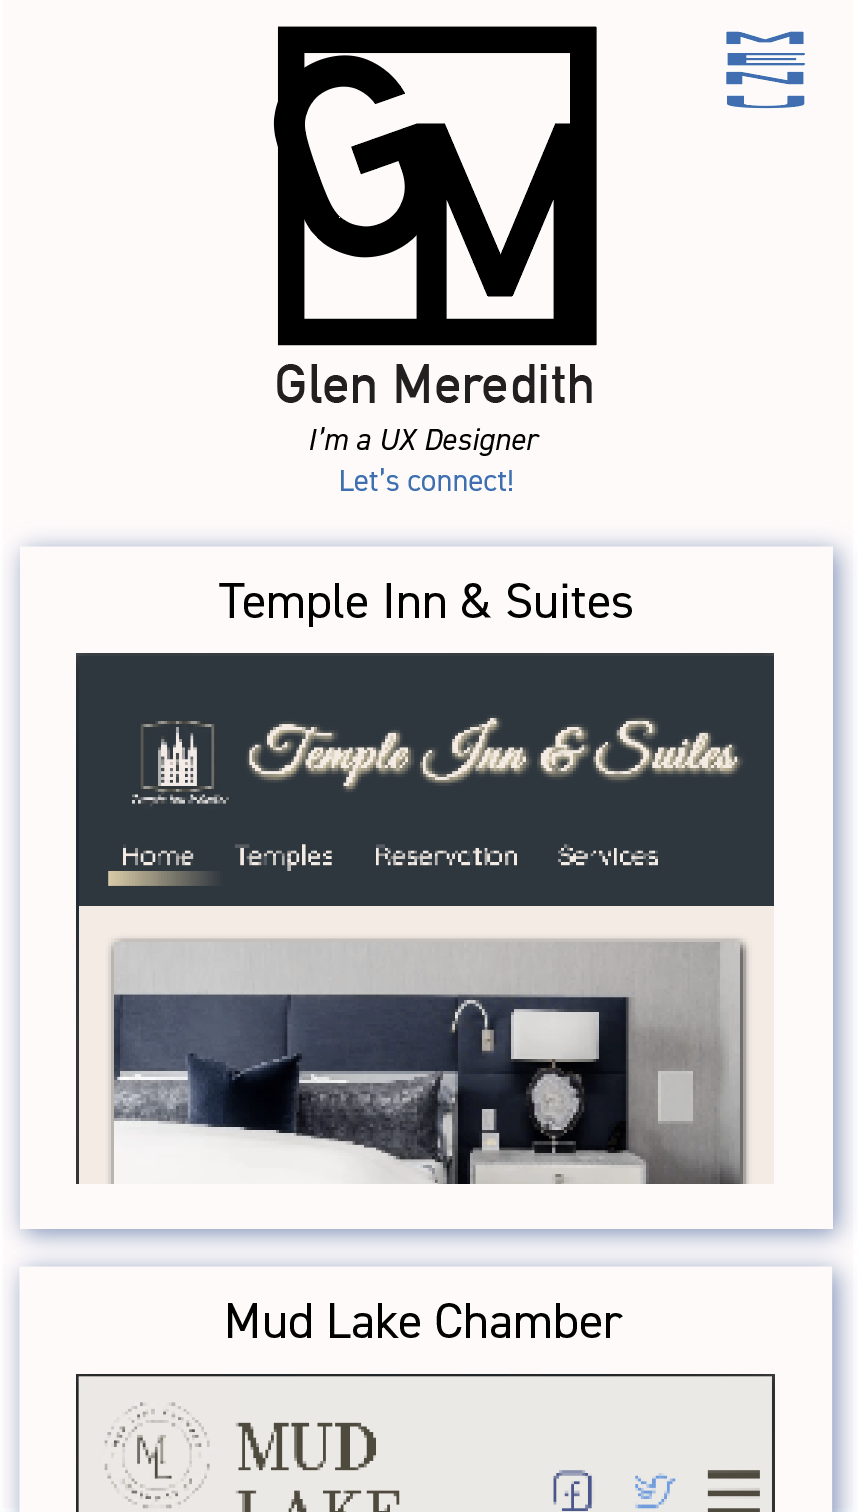 GM
MENU
Glen Meredith
I'm a UX Designer
Let's connect!
Temple Inn & Suites
Temple Inn & Suites
Home Temples Reservation Services
Mud Lake Chamber
ML
MUD
LAKE